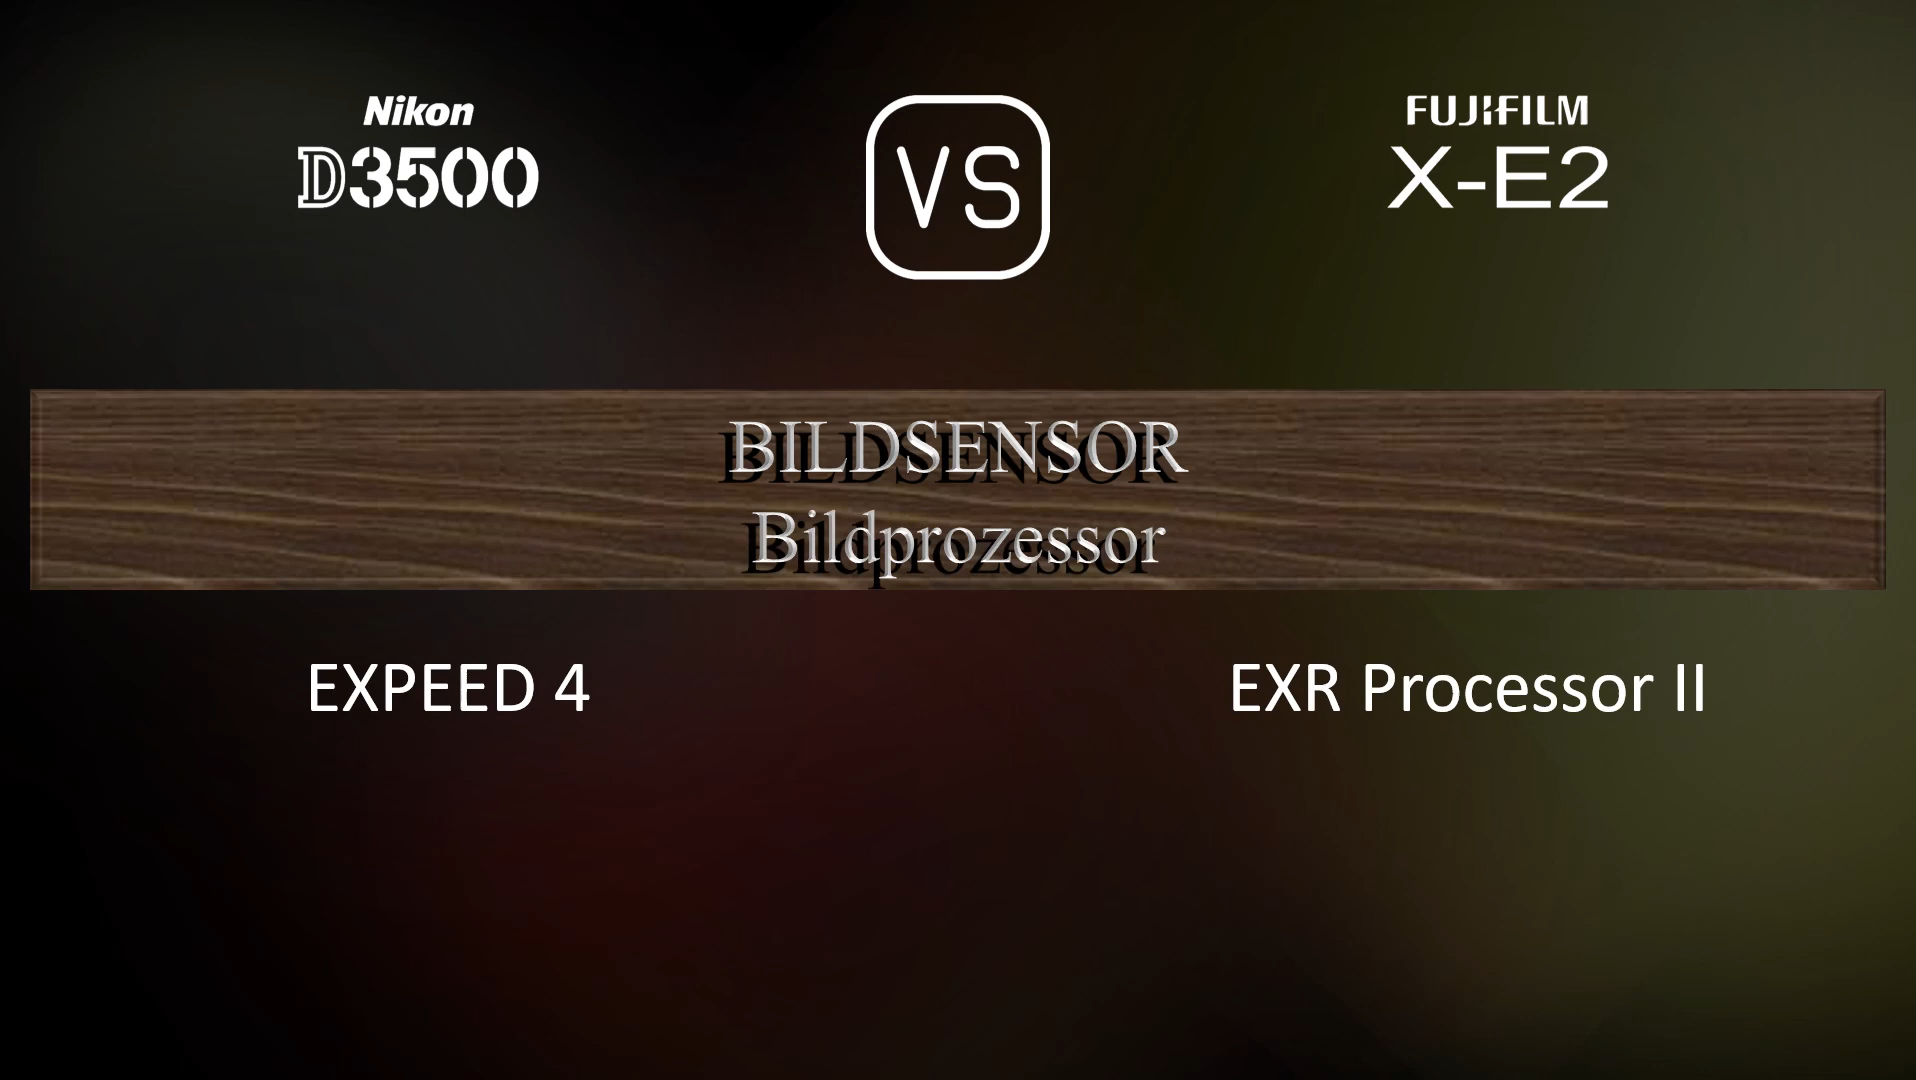 Nikon
D3500
VS
FUJIFILM
X-E2
BILDSENSOR
Bildprozessor
EXPEED 4
EXR Processor II